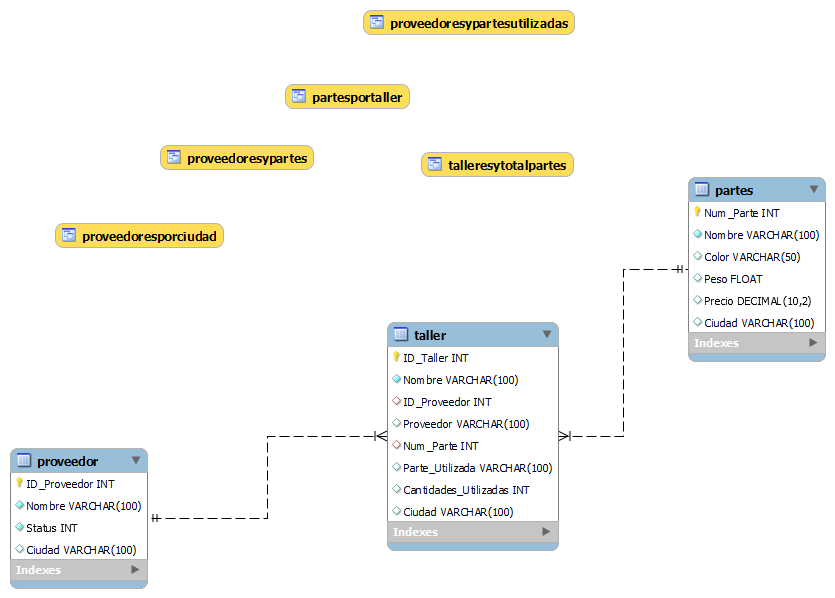 proveedoresypartesutilizadas
partesportaller
proveedoresypartes
talleresytotalpartes
proveedoresporciudad
partes
Num_Parte INT
Nombre VARCHAR(100)
Color VARCHAR(50)
Peso FLOAT
Precio DECIMAL(10,2)
Ciudad VARCHAR(100)
Indexes
taller
ID_Taller INT
Nombre VARCHAR(100)
ID_Proveedor INT
Proveedor VARCHAR(100)
Num_Parte INT
Parte_Utilizada VARCHAR(100)
Cantidades_Utilizadas INT
Ciudad VARCHAR(100)
Indexes
proveedor
ID_Proveedor INT
Nombre VARCHAR(100)
Status INT
Ciudad VARCHAR(100)
Indexes